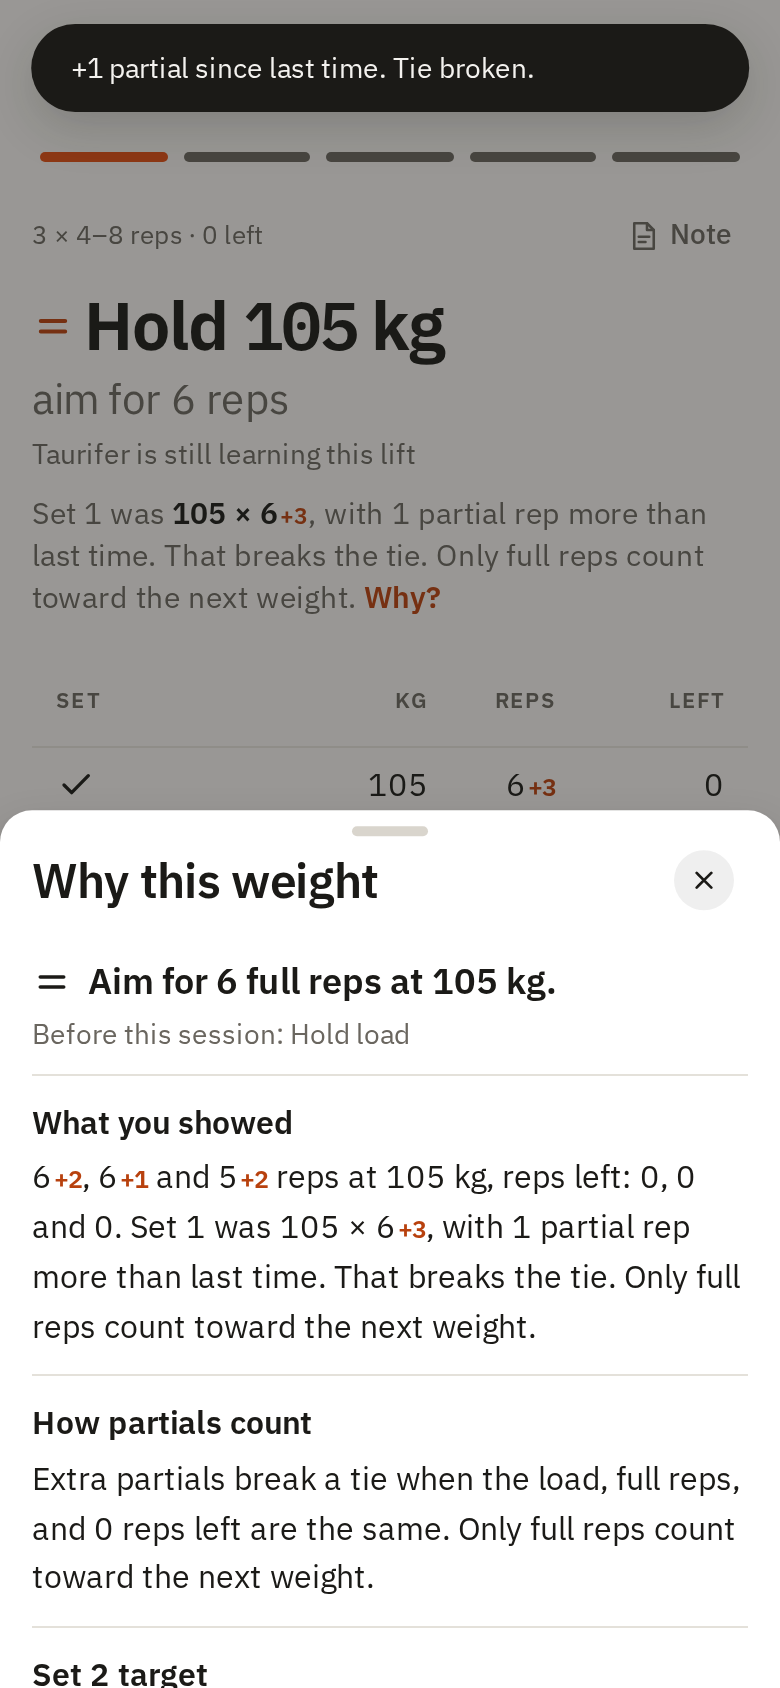 +1 partial since last time. Tie broken.
3 × 4–8 reps · 0 left
Note
= Hold 105 kg
aim for 6 reps
Taurifer is still learning this lift
Set 1 was 105 × 6 +3, with 1 partial rep more than
last time. That breaks the tie. Only full reps count
toward the next weight. Why?
SET KG REPS LEFT
105 6 +3 0
Why this weight
= Aim for 6 full reps at 105 kg.
Before this session: Hold load
What you showed
6 +2, 6 +1 and 5 +2 reps at 105 kg, reps left: 0, 0
and 0. Set 1 was 105 × 6 +3, with 1 partial rep
more than last time. That breaks the tie. Only full
reps count toward the next weight.
How partials count
Extra partials break a tie when the load, full reps,
and 0 reps left are the same. Only full reps count
toward the next weight.
Set 2 target